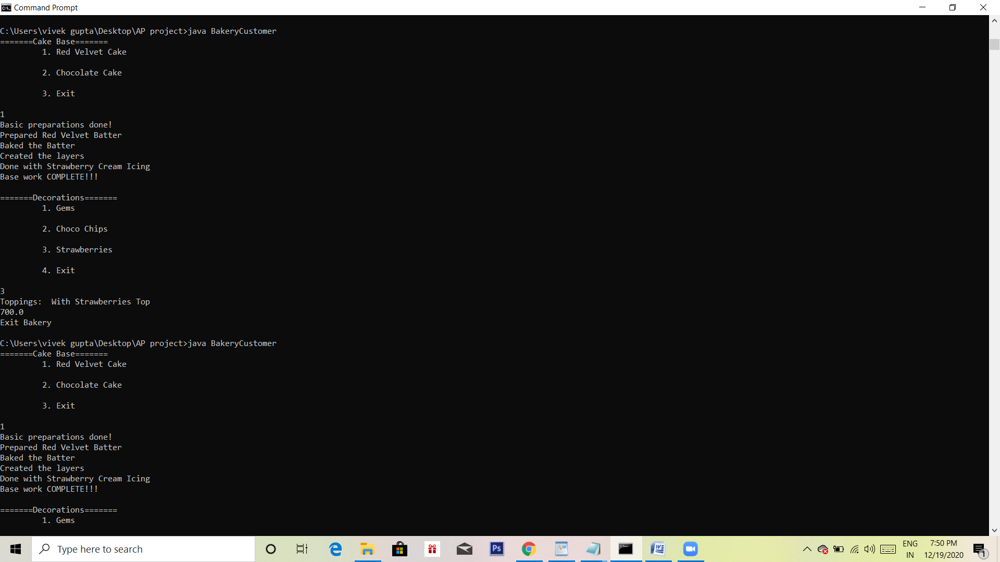 Command Prompt
C:\Users\vivek gupta\Desktop\AP project>java BakeryCustomer
=======Cake Base=======
1. Red Velvet Cake
2. Chocolate Cake
3. Exit
1
Basic preparations done!
Prepared Red Velvet Batter
Baked the Batter
Created the layers
Done with Strawberry Cream Icing
Base work COMPLETE!!!
=======Decorations=======
1. Gems
2. Choco Chips
3. Strawberries
4. Exit
3
Toppings:  With Strawberries Top
700.0
Exit Bakery
C:\Users\vivek gupta\Desktop\AP project>java BakeryCustomer
=======Cake Base=======
1. Red Velvet Cake
2. Chocolate Cake
3. Exit
1
Basic preparations done!
Prepared Red Velvet Batter
Baked the Batter
Created the layers
Done with Strawberry Cream Icing
Base work COMPLETE!!!
=======Decorations=======
1. Gems
Type here to search
Ps
ENG
IN
7:50 PM
12/19/2020
1